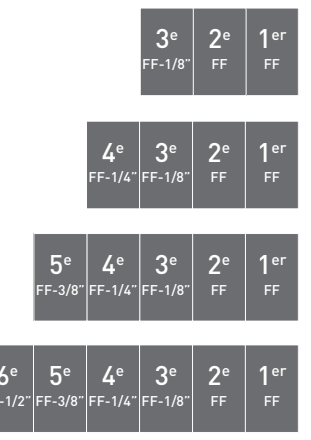 3e 2e 1er
FF-1/8" FF FF
4e 3e 2e 1er
FF-1/4" FF-1/8" FF FF
5e 4e 3e 2e 1er
FF-3/8" FF-1/4" FF-1/8" FF FF
6e 5e 4e 3e 2e 1er
-1/2" FF-3/8" FF-1/4" FF-1/8" FF FF